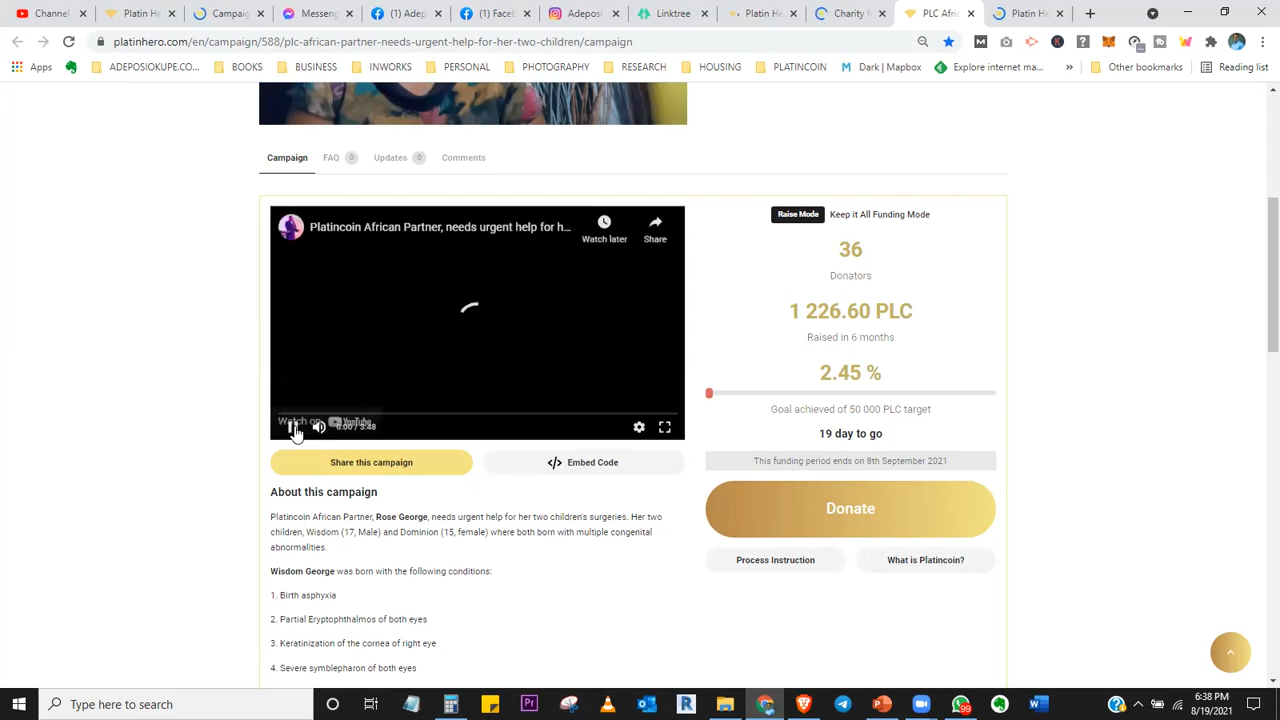 Channel
Platin He
Campaign
Messeng
(1) Adep
(1) Faceb
Adeposi
Linktree
Platin He
Charity f
PLC Afric
Platin He
platinhero.com/en/campaign/588/plc-african-partner-needs-urgent-help-for-her-two-children/campaign
Apps
ADEPOSIOKUPE.CO...
BOOKS
BUSINESS
INWORKS
PERSONAL
PHOTOGRAPHY
RESEARCH
HOUSING
PLATINCOIN
Dark | Mapbox
Explore internet ma...
»
Other bookmarks
Reading list
Campaign FAQ 0 Updates 0 Comments
Platincoin African Partner, needs urgent help for h...
Watch later
Share
Watch on YouTube
0:00 / 3:48
Share this campaign
</> Embed Code
About this campaign
Platincoin African Partner, Rose George, needs urgent help for her two children's surgeries. Her two
children, Wisdom (17, Male) and Dominion (15, female) where both born with multiple congenital
abnormalities.
Wisdom George was born with the following conditions:
1. Birth asphyxia
2. Partial Eryptophthalmos of both eyes
3. Keratinization of the cornea of right eye
4. Severe symblepharon of both eyes
Raise Mode Keep it All Funding Mode
36
Donators
1 226.60 PLC
Raised in 6 months
2.45 %
Goal achieved of 50 000 PLC target
19 day to go
This funding period ends on 8th September 2021
Donate
Process Instruction
What is Platincoin?
Type here to search
99
6:38 PM
8/19/2021